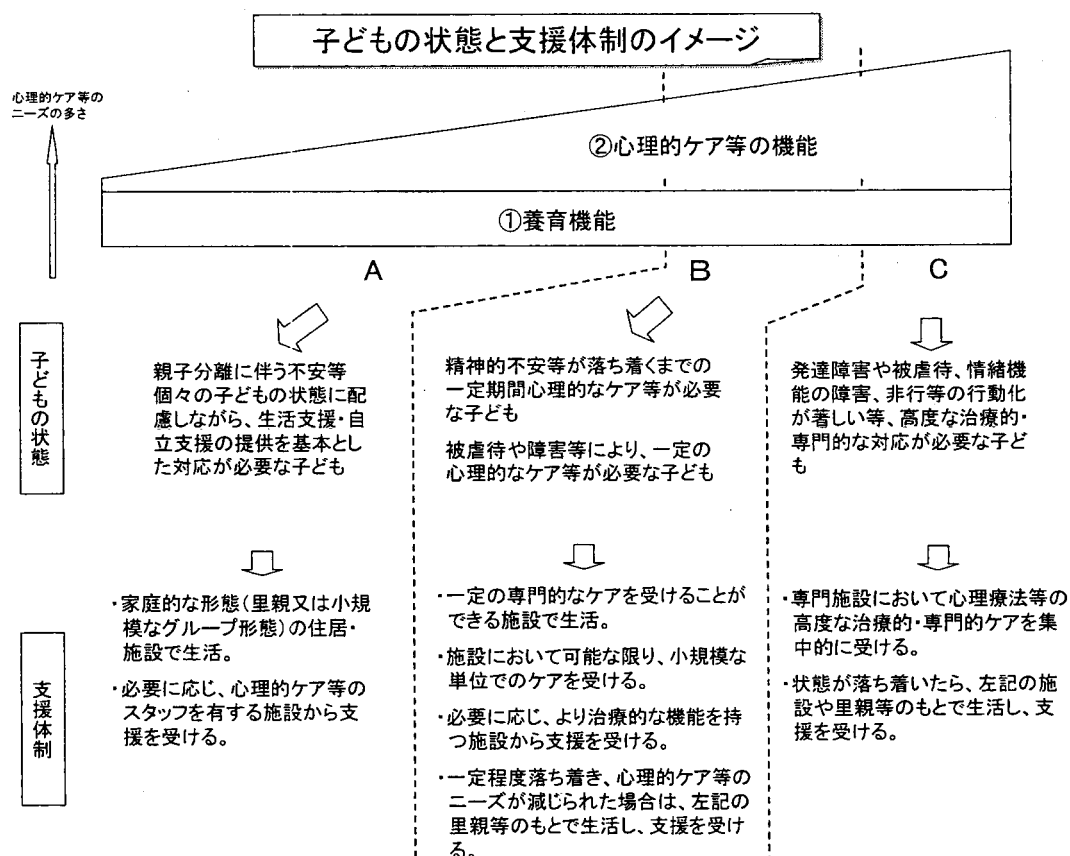 子どもの状態と支援体制のイメージ
心理的ケア等の
ニーズの多さ
②心理的ケア等の機能
①養育機能
A
B
C
子どもの状態
親子分離に伴う不安等
個々の子どもの状態に配
慮しながら、生活支援・自
立支援の提供を基本とし
た対応が必要な子ども
精神的不安等が落ち着くまでの
一定期間心理的なケア等が必要
な子ども
被虐待や障害等により、一定の
心理的なケア等が必要な子ども
発達障害や被虐待、情緒機
能の障害、非行等の行動化
が著しい等、高度な治療的・
専門的な対応が必要な子ど
も
支援体制
・家庭的な形態(里親又は小規
模なグループ形態)の住居・
施設で生活。
・必要に応じ、心理的ケア等の
スタッフを有する施設から支
援を受ける。
・一定の専門的なケアを受けることが
できる施設で生活。
・施設において可能な限り、小規模な
単位でのケアを受ける。
・必要に応じ、より治療的な機能を持
つ施設から支援を受ける。
・一定程度落ち着き、心理的ケア等の
ニーズが減じられた場合は、左記の
里親等のもとで生活し、支援を受け
る。
・専門施設において心理療法等の
高度な治療的・専門的ケアを集
中的に受ける。
・状態が落ち着いたら、左記の施
設や里親等のもとで生活し、支
援を受ける。